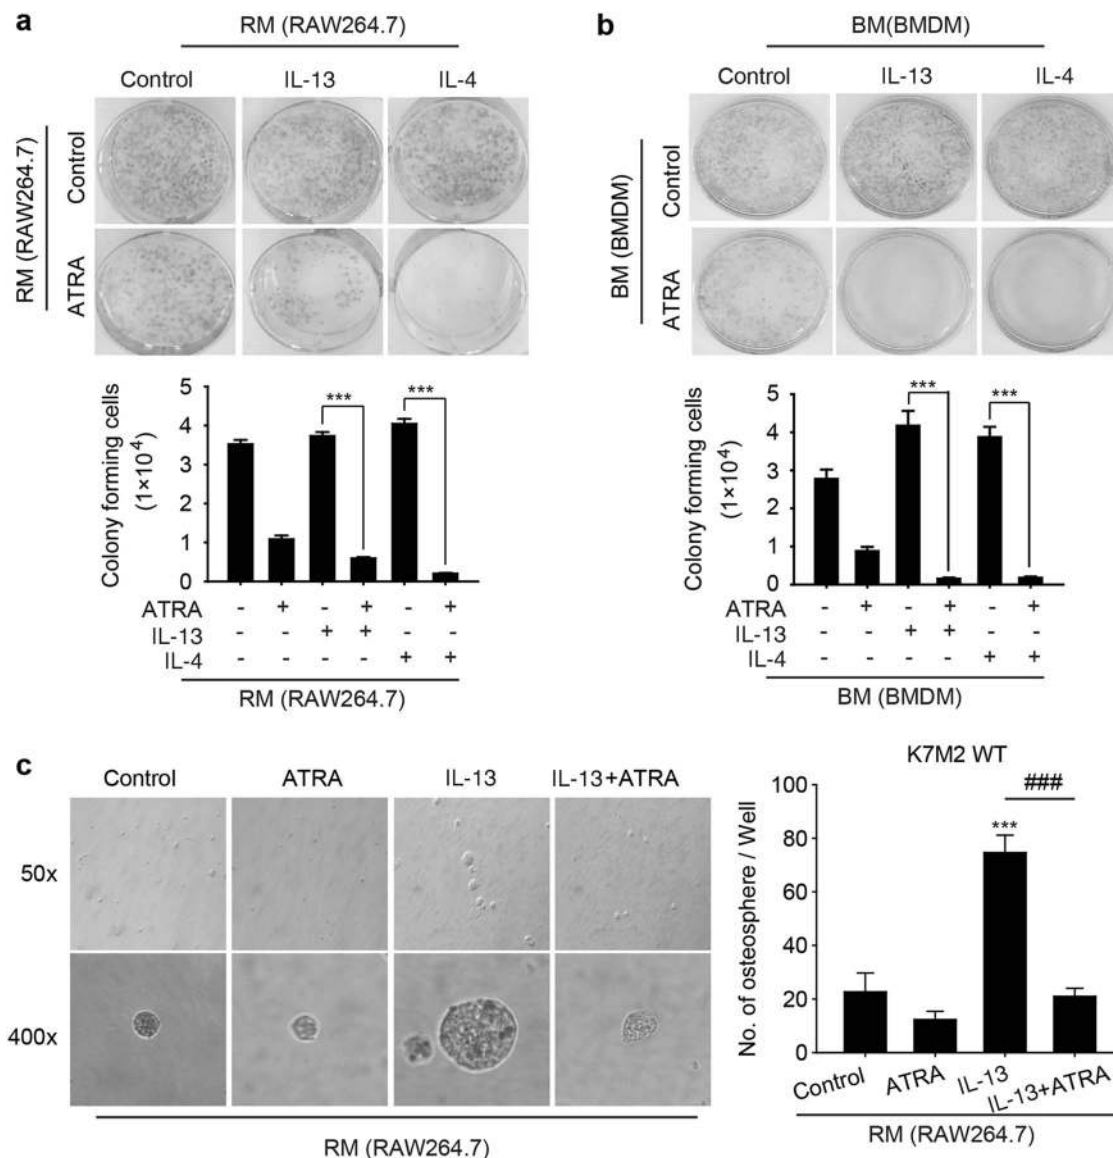 a
RM (RAW264.7)
Control IL-13 IL-4
RM (RAW264.7)
Control
ATRA
Colony forming cells
(1×10⁴)
5
4
3
2
1
0
***
***
ATRA - + - + - +
IL-13 - - + + - -
IL-4 - - - - + +
RM (RAW264.7)
b
BM(BMDM)
Control IL-13 IL-4
BM (BMDM)
Control
ATRA
Colony forming cells
(1×10⁴)
5
4
3
2
1
0
***
***
ATRA - + - + - +
IL-13 - - + + - -
IL-4 - - - - + +
BM (BMDM)
c
Control ATRA IL-13 IL-13+ATRA
50x
400x
RM (RAW264.7)
K7M2 WT
No. of osteosphere / Well
100
80
60
40
20
0
***
###
Control ATRA IL-13 IL-13+ATRA
RM (RAW264.7)